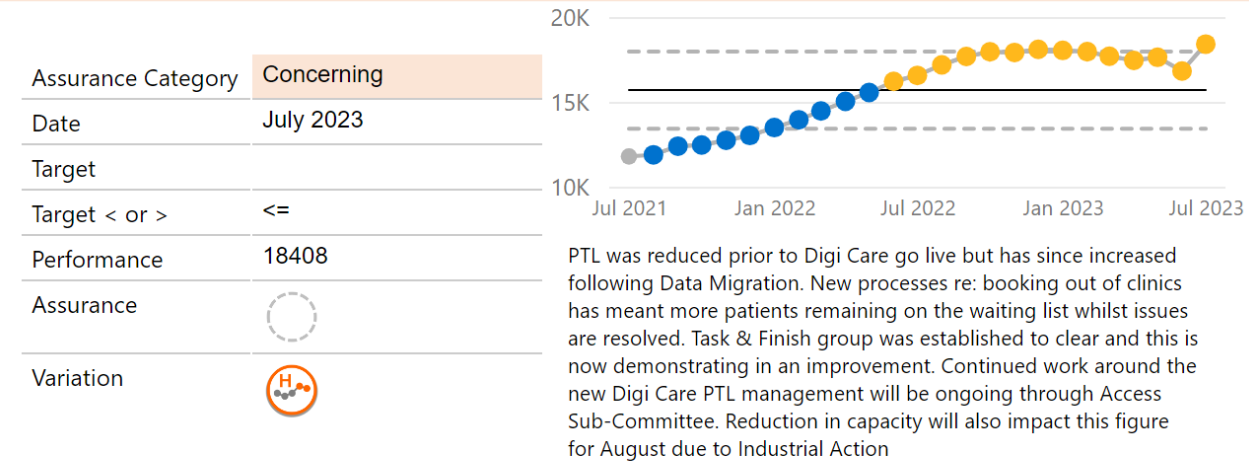 Assurance Category Concerning
Date July 2023
Target
Target < or > <=
Performance 18408
Assurance
Variation
H
20K
15K
10K
Jul 2021 Jan 2022 Jul 2022 Jan 2023 Jul 2023
PTL was reduced prior to Digi Care go live but has since increased
following Data Migration. New processes re: booking out of clinics
has meant more patients remaining on the waiting list whilst issues
are resolved. Task & Finish group was established to clear and this is
now demonstrating in an improvement. Continued work around the
new Digi Care PTL management will be ongoing through Access
Sub-Committee. Reduction in capacity will also impact this figure
for August due to Industrial Action